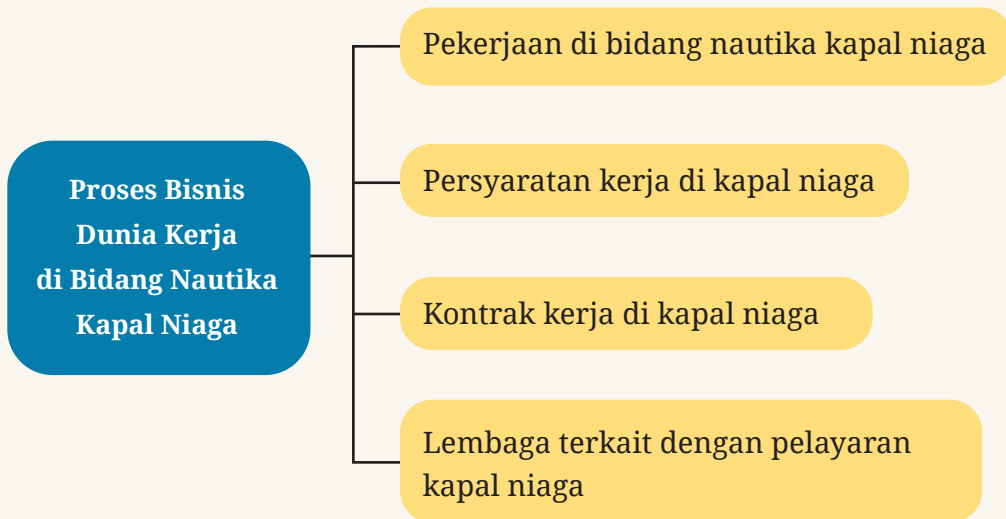 Proses Bisnis
Dunia Kerja
di Bidang Nautika
Kapal Niaga
Pekerjaan di bidang nautika kapal niaga
Persyaratan kerja di kapal niaga
Kontrak kerja di kapal niaga
Lembaga terkait dengan pelayaran
kapal niaga